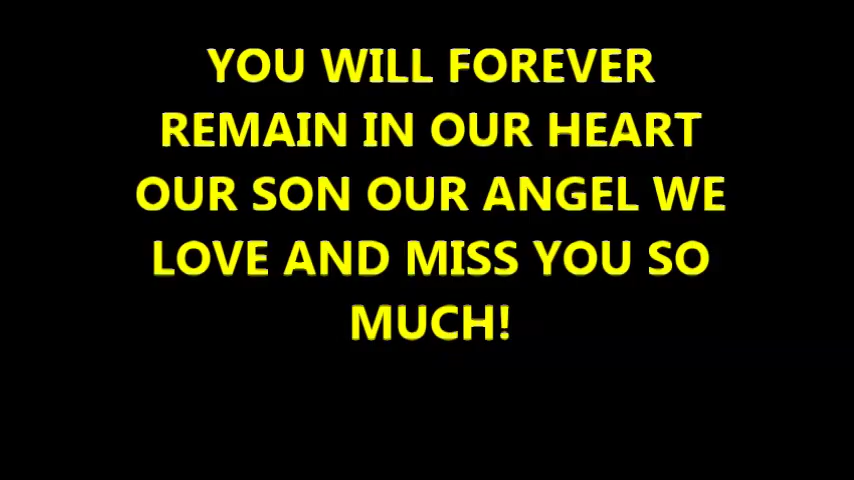 YOU WILL FOREVER
REMAIN IN OUR HEART
OUR SON OUR ANGEL WE
LOVE AND MISS YOU SO
MUCH!